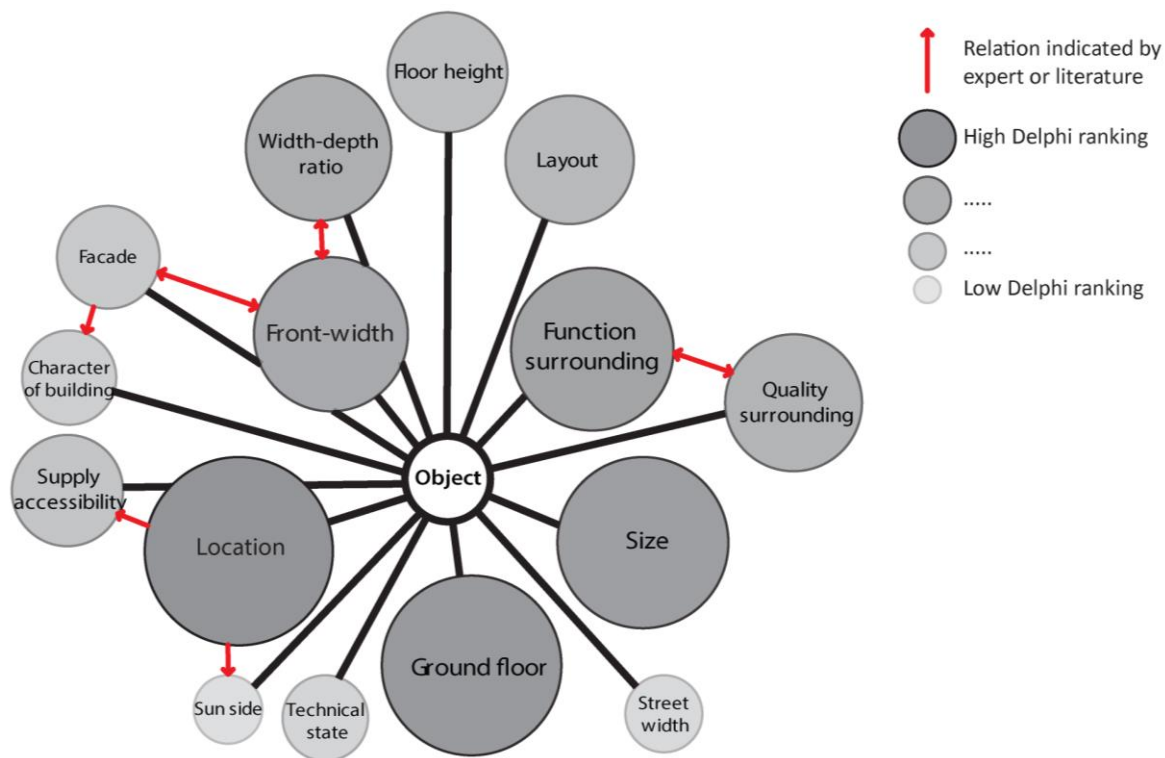 Floor height
Width-depth
ratio
Layout
Facade
Front-width
Function
surrounding
Character
of building
Quality
surrounding
Object
Supply
accessibility
Location
Size
Ground floor
Sun side
Technical
state
Street
width
Relation indicated by
expert or literature
High Delphi ranking
.....
.....
Low Delphi ranking